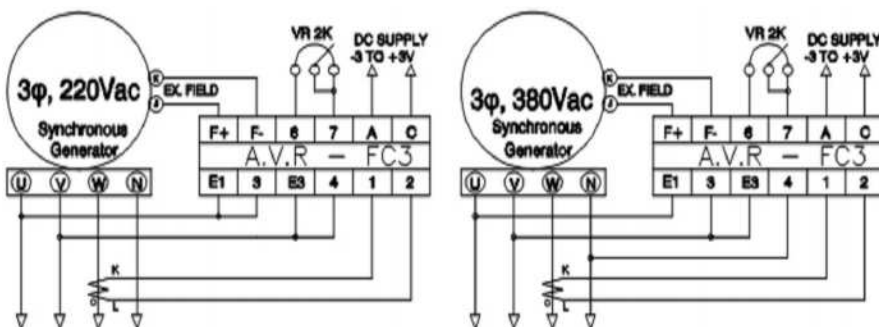 VR 2K DC SUPPLY
-3 TO +3V
3φ, 220Vac
K
J
EX. FIELD
Synchronous
Generator
F+ F- 6 7 A C
A.V.R - FC3
E1 3 E3 4 1 2
U V W N
K
L
VR 2K DC SUPPLY
-3 TO +3V
3φ, 380Vac
K
J
EX. FIELD
Synchronous
Generator
F+ F- 6 7 A C
A.V.R - FC3
E1 3 E3 4 1 2
U V W N
K
L